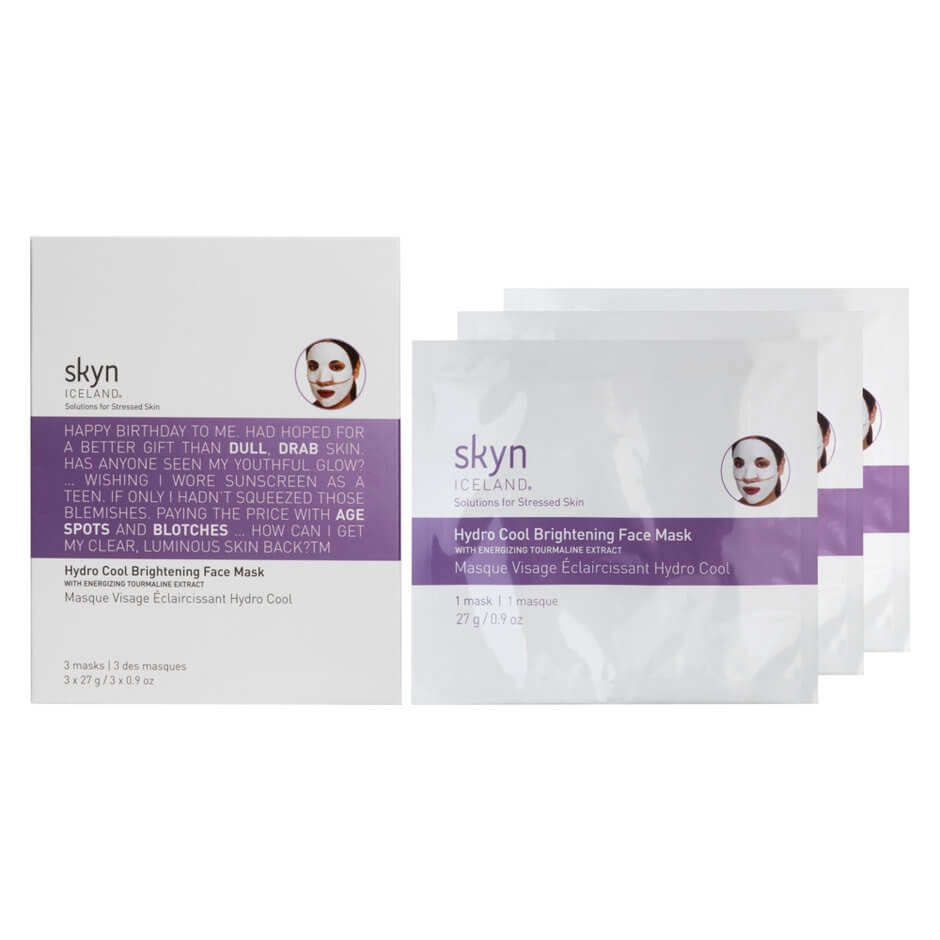 skyn
ICELAND®
Solutions for Stressed Skin
HAPPY BIRTHDAY TO ME. HAD HOPED FOR
A BETTER GIFT THAN DULL, DRAB SKIN.
HAS ANYONE SEEN MY YOUTHFUL GLOW?
... WISHING I WORE SUNSCREEN AS A
TEEN. IF ONLY I HADN'T SQUEEZED THOSE
BLEMISHES. PAYING THE PRICE WITH AGE
SPOTS AND BLOTCHES ... HOW CAN I GET
MY CLEAR, LUMINOUS SKIN BACK?TM
Hydro Cool Brightening Face Mask
WITH ENERGIZING TOURMALINE EXTRACT
Masque Visage Éclaircissant Hydro Cool
3 masks | 3 des masques
3 x 27 g / 3 x 0.9 oz
skyn
ICELAND®
Solutions for Stressed Skin
Hydro Cool Brightening Face Mask
WITH ENERGIZING TOURMALINE EXTRACT
Masque Visage Éclaircissant Hydro Cool
1 mask | 1 masque
27 g / 0.9 oz